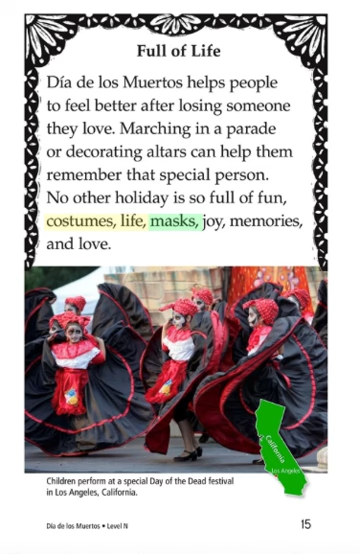 Full of Life
Día de los Muertos helps people
to feel better after losing someone
they love. Marching in a parade
or decorating altars can help them
remember that special person.
No other holiday is so full of fun,
costumes, life, masks, joy, memories,
and love.
California
Los Angeles
Children perform at a special Day of the Dead festival
in Los Angeles, California.
Día de los Muertos • Level N
15